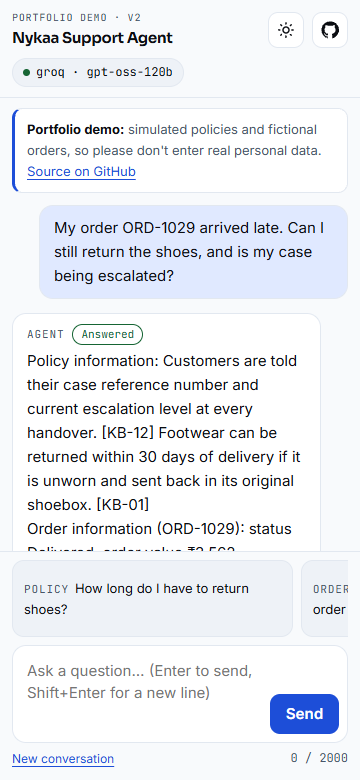 PORTFOLIO DEMO · V2
Nykaa Support Agent
groq · gpt-oss-120b
Portfolio demo: simulated policies and fictional
orders, so please don't enter real personal data.
Source on GitHub
My order ORD-1029 arrived late. Can I
still return the shoes, and is my case
being escalated?
AGENT Answered
Policy information: Customers are told
their case reference number and
current escalation level at every
handover. [KB-12] Footwear can be
returned within 30 days of delivery if it
is unworn and sent back in its original
shoebox. [KB-01]
Order information (ORD-1029): status
Delivered, order value ₹2,562
POLICY How long do I have to return
shoes?
ORDER
order
Ask a question... (Enter to send,
Shift+Enter for a new line)
Send
New conversation
0 / 2000